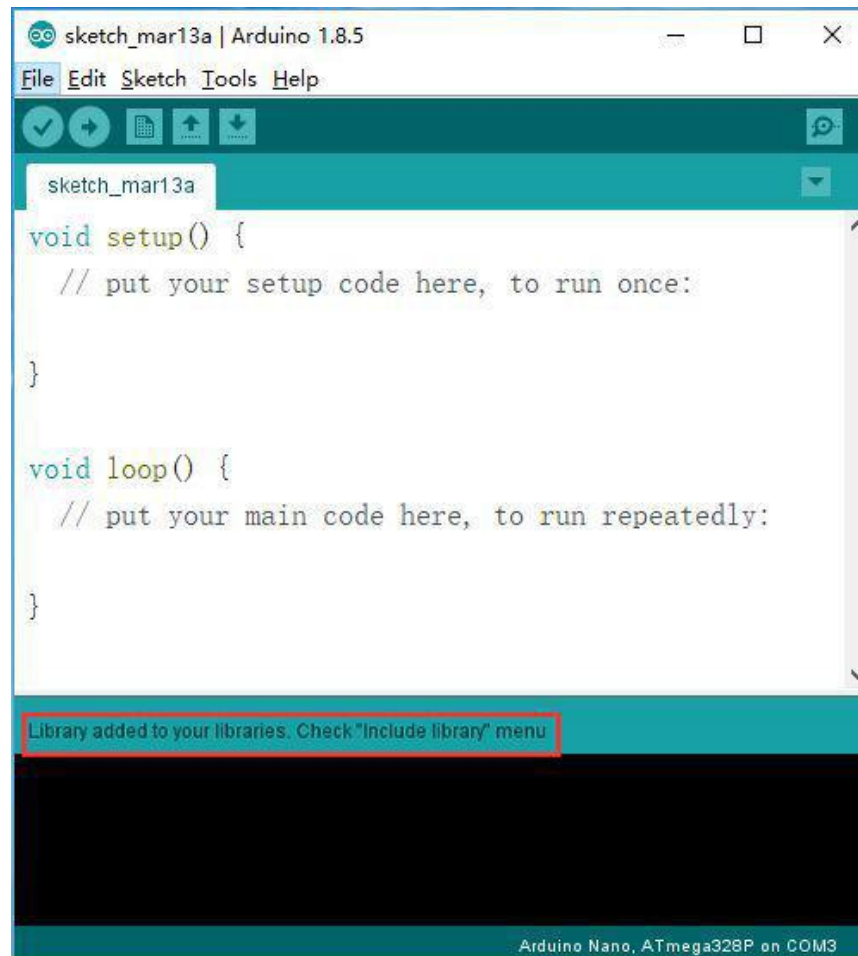 sketch_mar13a | Arduino 1.8.5
File Edit Sketch Tools Help
sketch_mar13a
void setup() {
  // put your setup code here, to run once:
}
void loop() {
  // put your main code here, to run repeatedly:
}
Library added to your libraries. Check "Include library" menu
Arduino Nano, ATmega328P on COM3